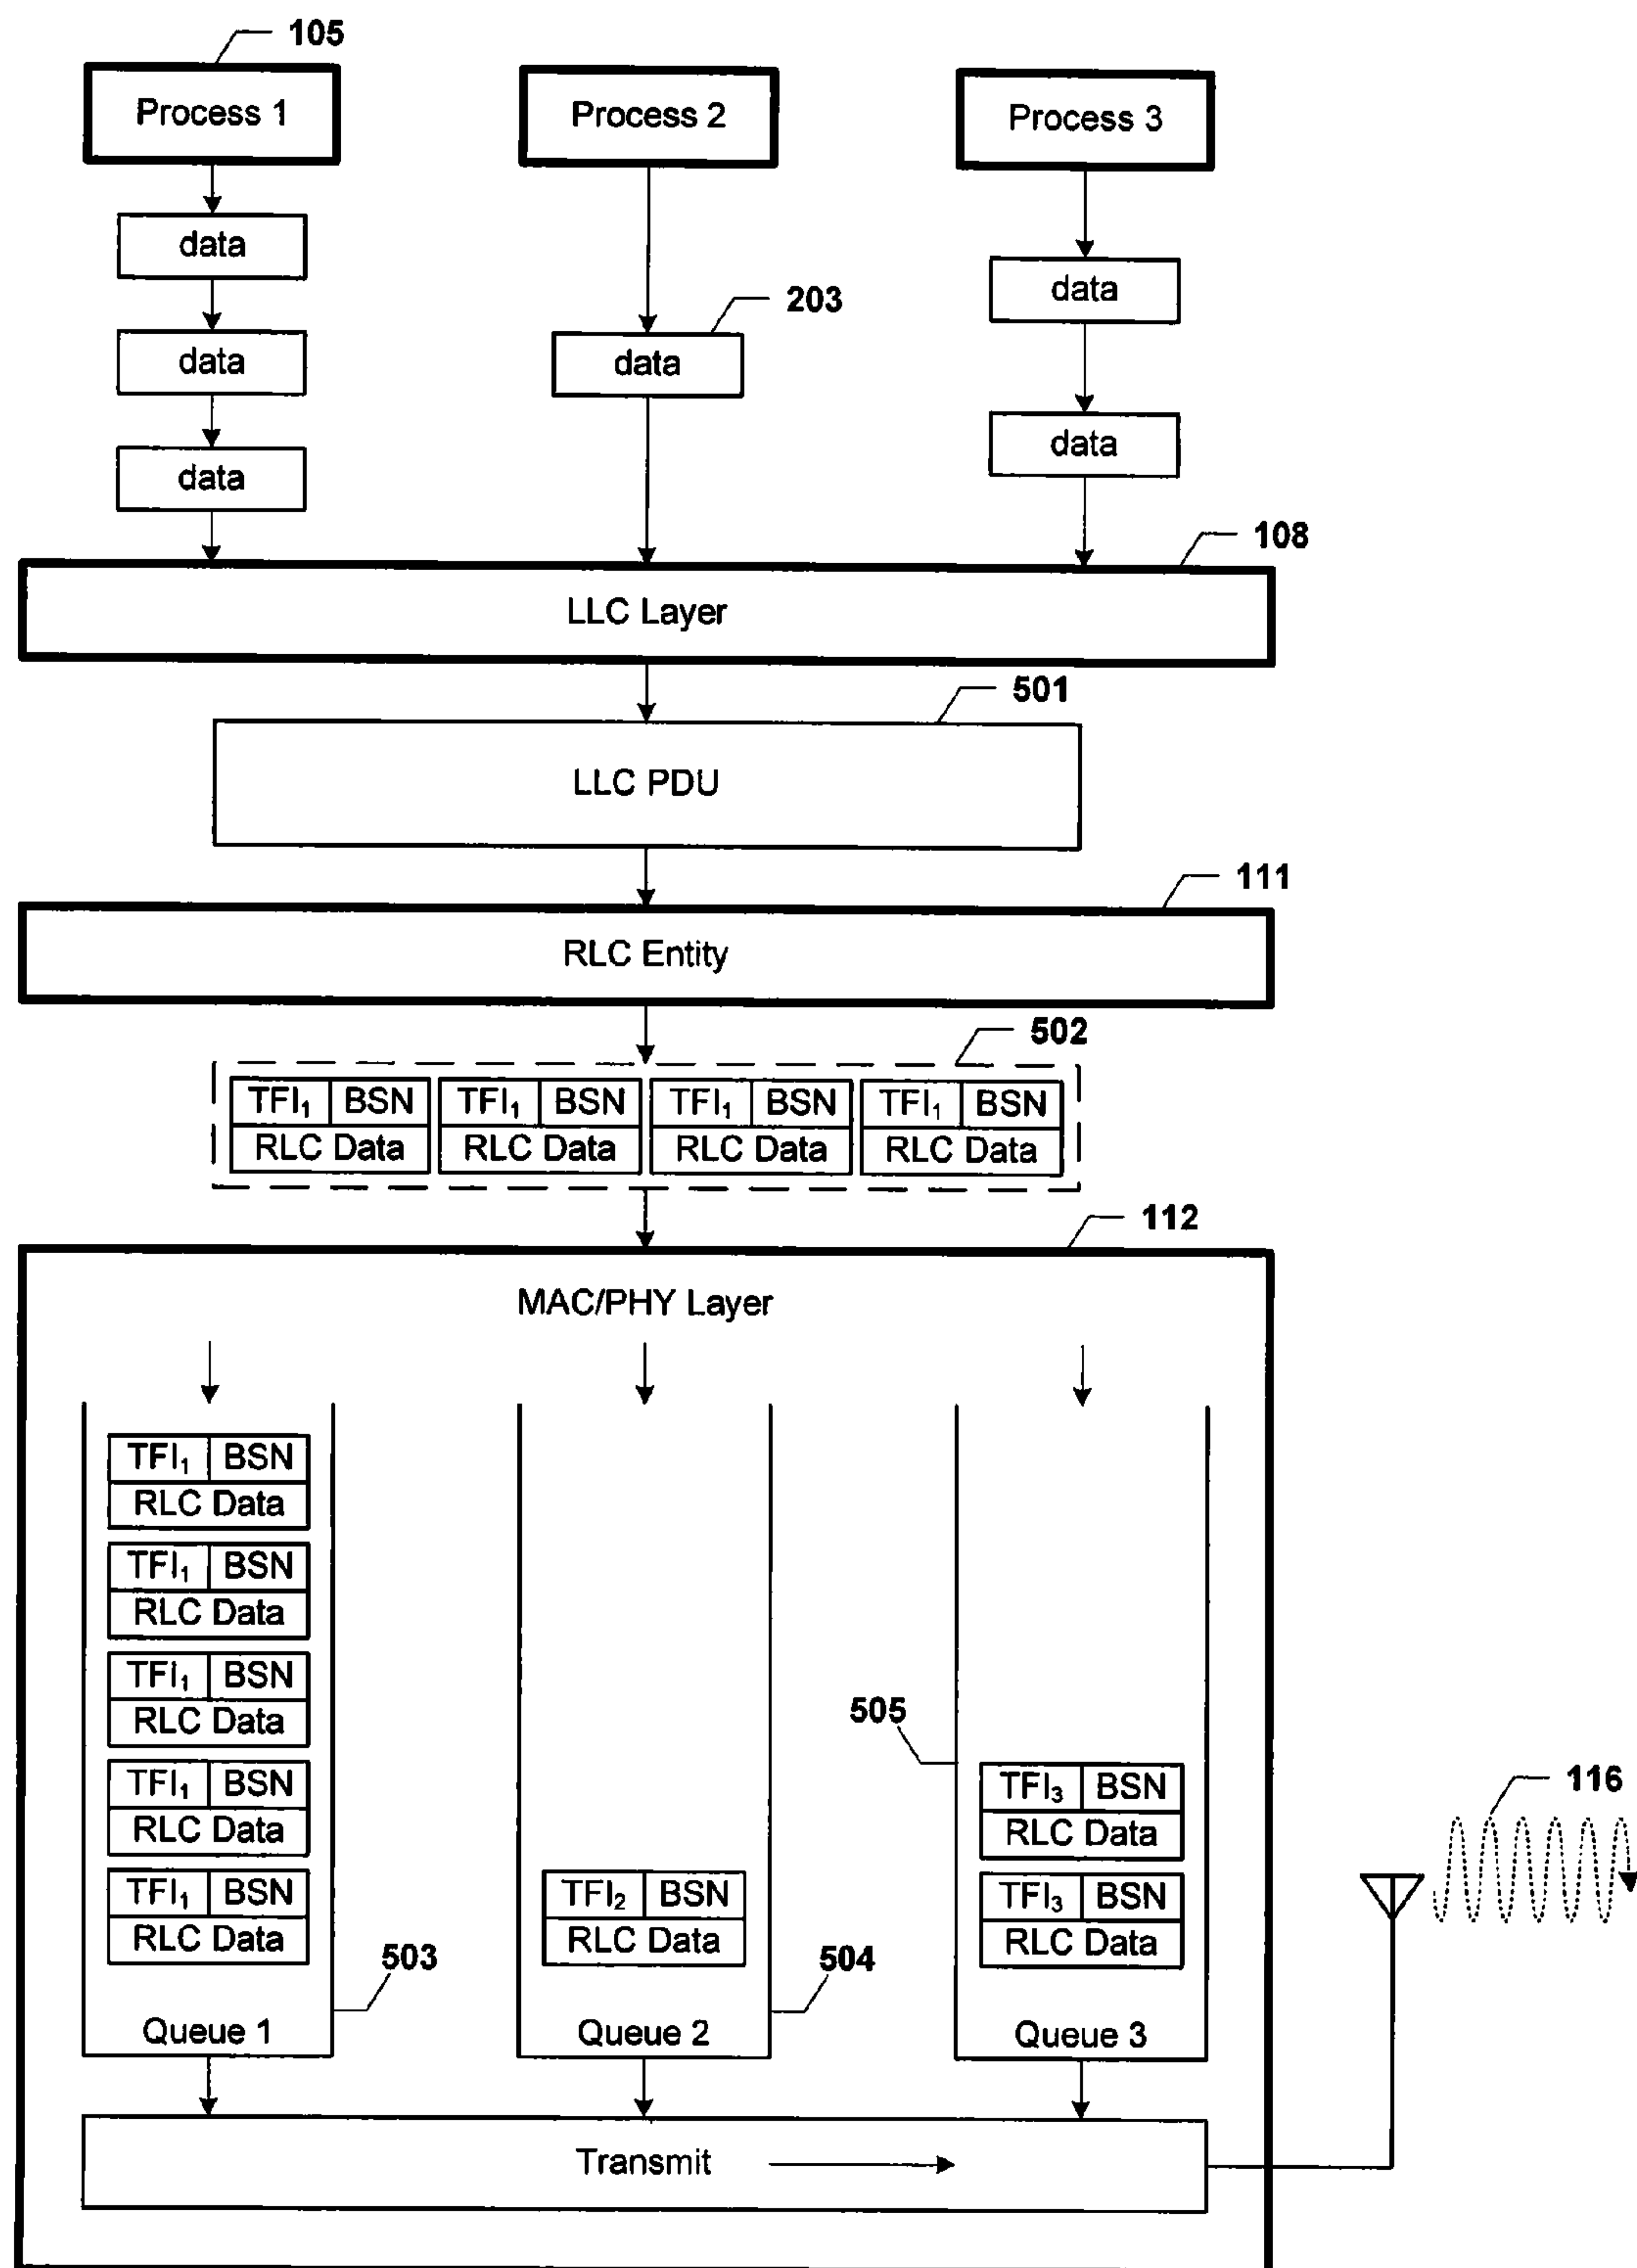 105
Process 1
Process 2
Process 3
data
data
203
data
data
data
data
108
LLC Layer
501
LLC PDU
111
RLC Entity
502
TFI₁ BSN TFI₁ BSN TFI₁ BSN TFI₁ BSN
RLC Data RLC Data RLC Data RLC Data
112
MAC/PHY Layer
TFI₁ BSN
RLC Data
TFI₁ BSN
RLC Data
TFI₁ BSN
RLC Data
TFI₁ BSN
RLC Data
TFI₁ BSN
RLC Data
503
Queue 1
TFI₂ BSN
RLC Data
504
Queue 2
505
TFI₃ BSN
RLC Data
TFI₃ BSN
RLC Data
Queue 3
116
Transmit